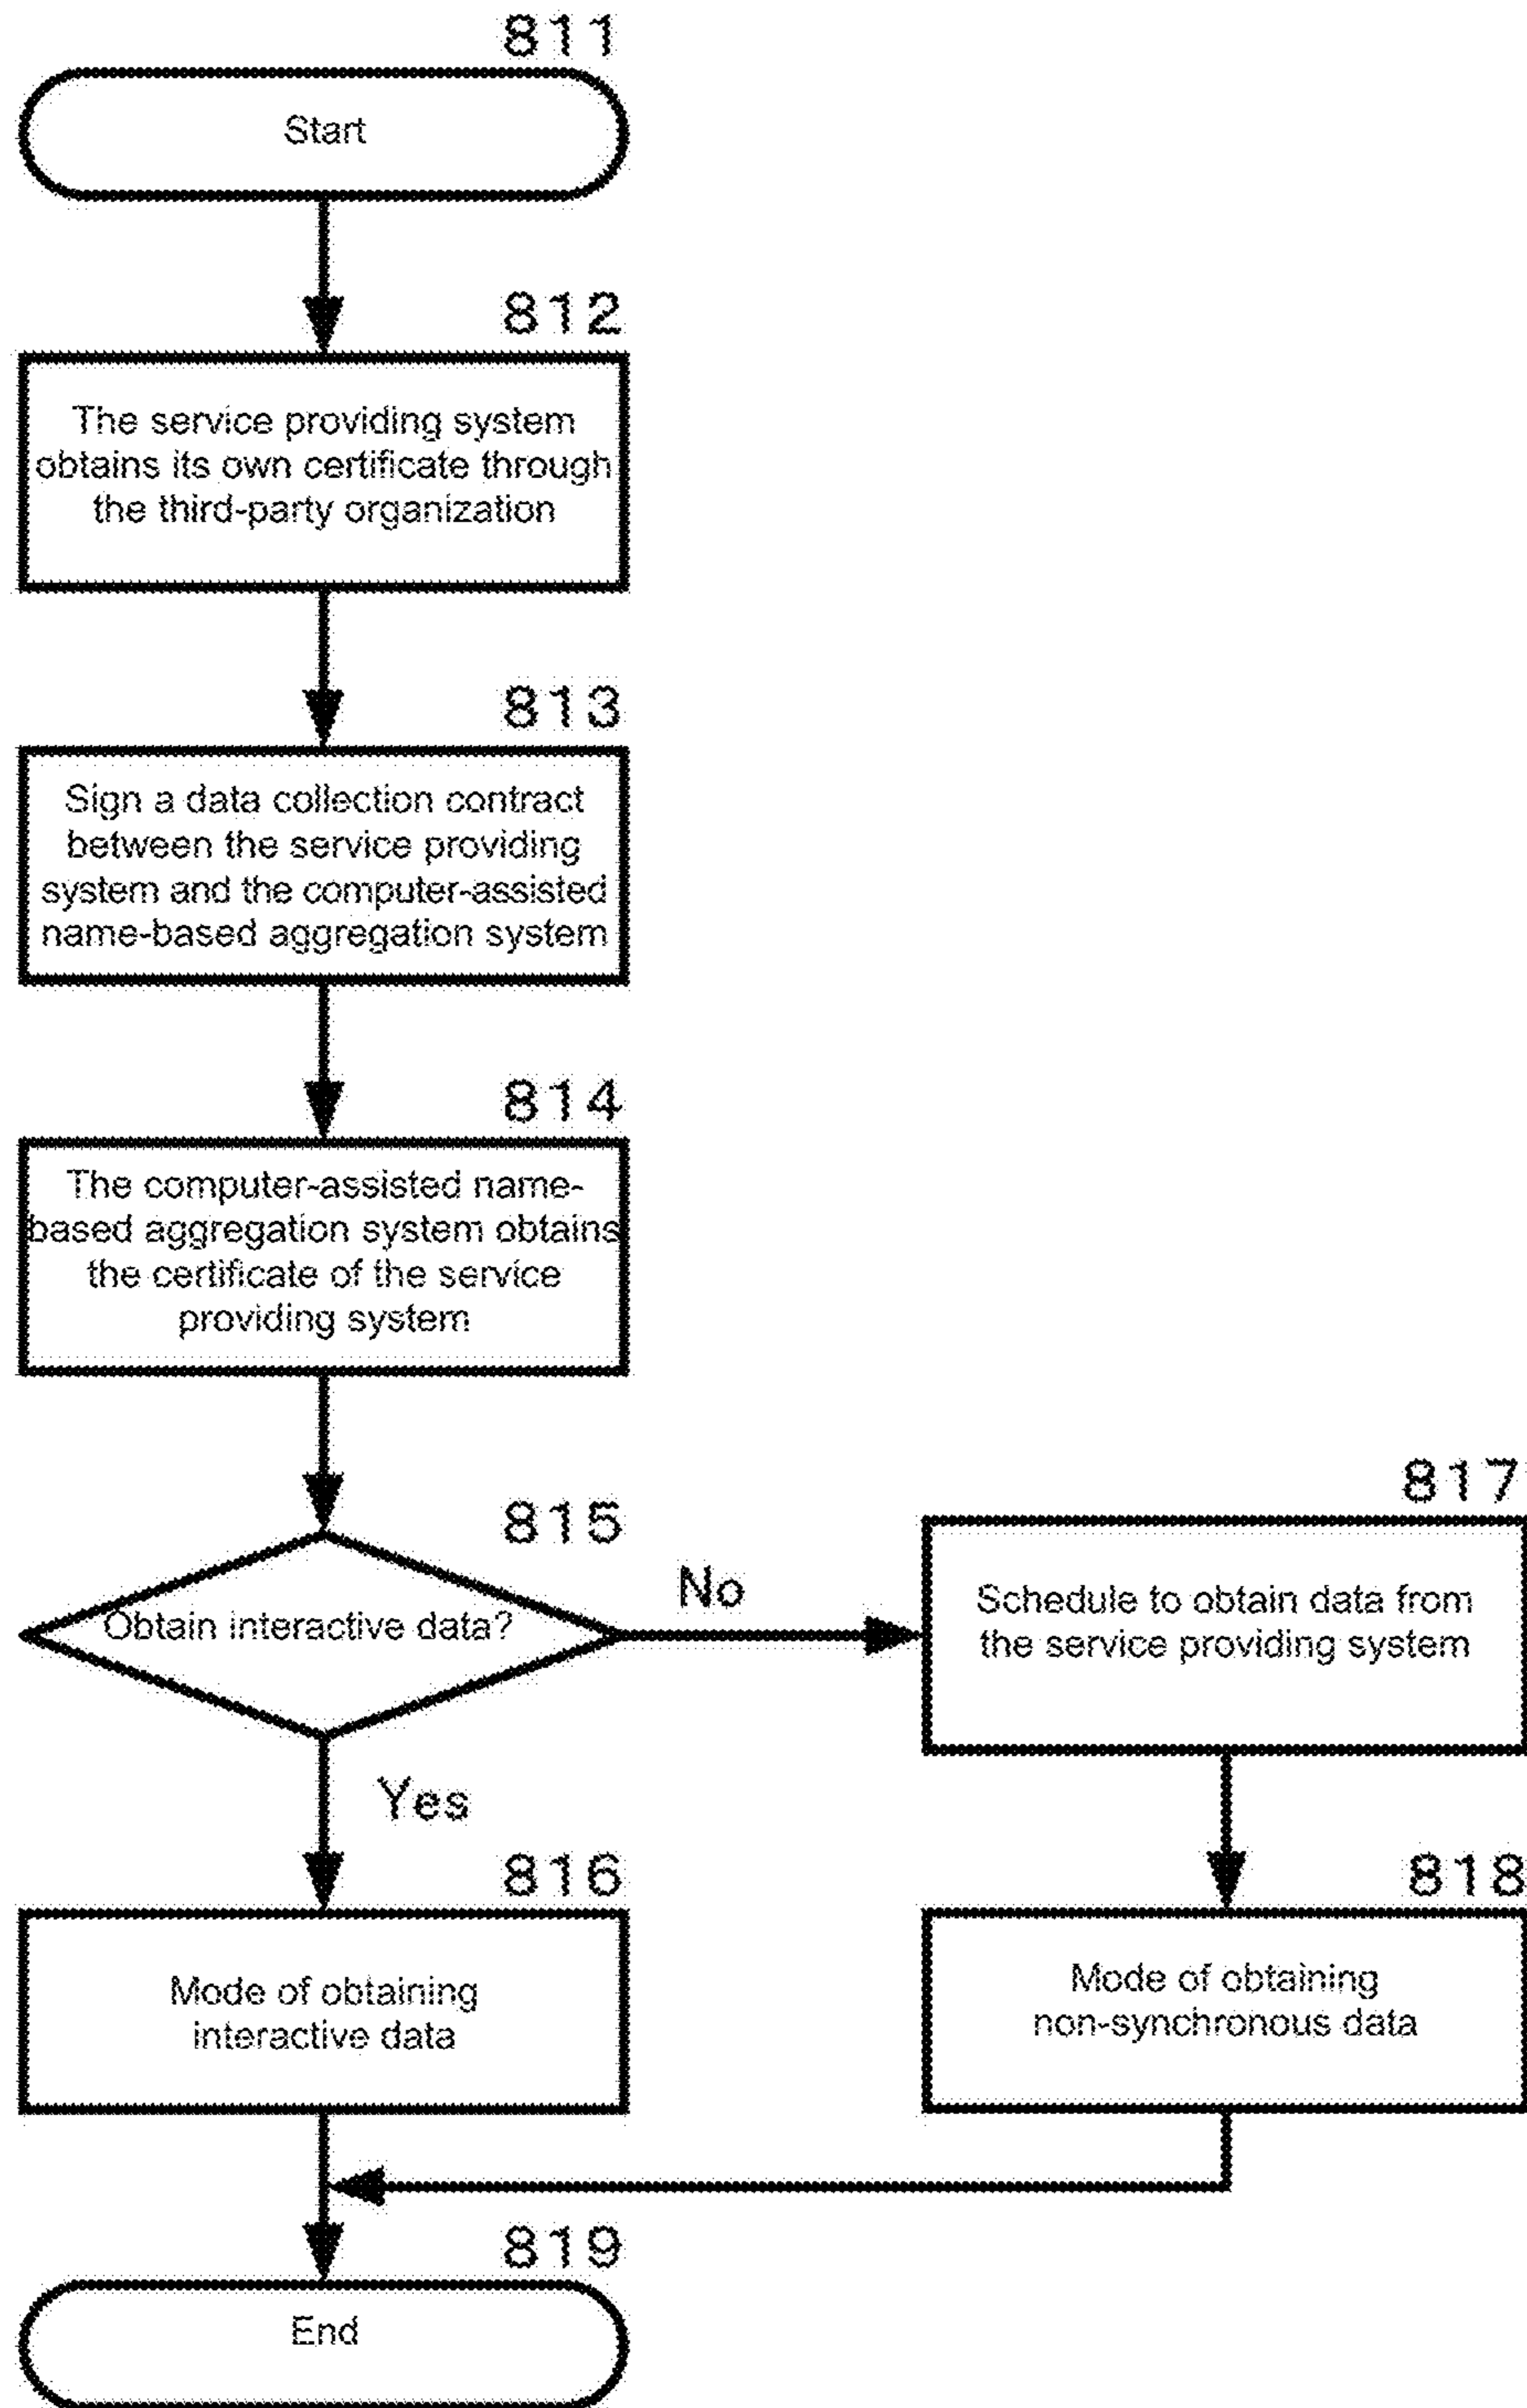 811
Start
812
The service providing system
obtains its own certificate through
the third-party organization
813
Sign a data collection contract
between the service providing
system and the computer-assisted
name-based aggregation system
814
The computer-assisted name-
based aggregation system obtains
the certificate of the service
providing system
815
Obtain interactive data?
No
817
Schedule to obtain data from
the service providing system
Yes
816
Mode of obtaining
interactive data
818
Mode of obtaining
non-synchronous data
819
End